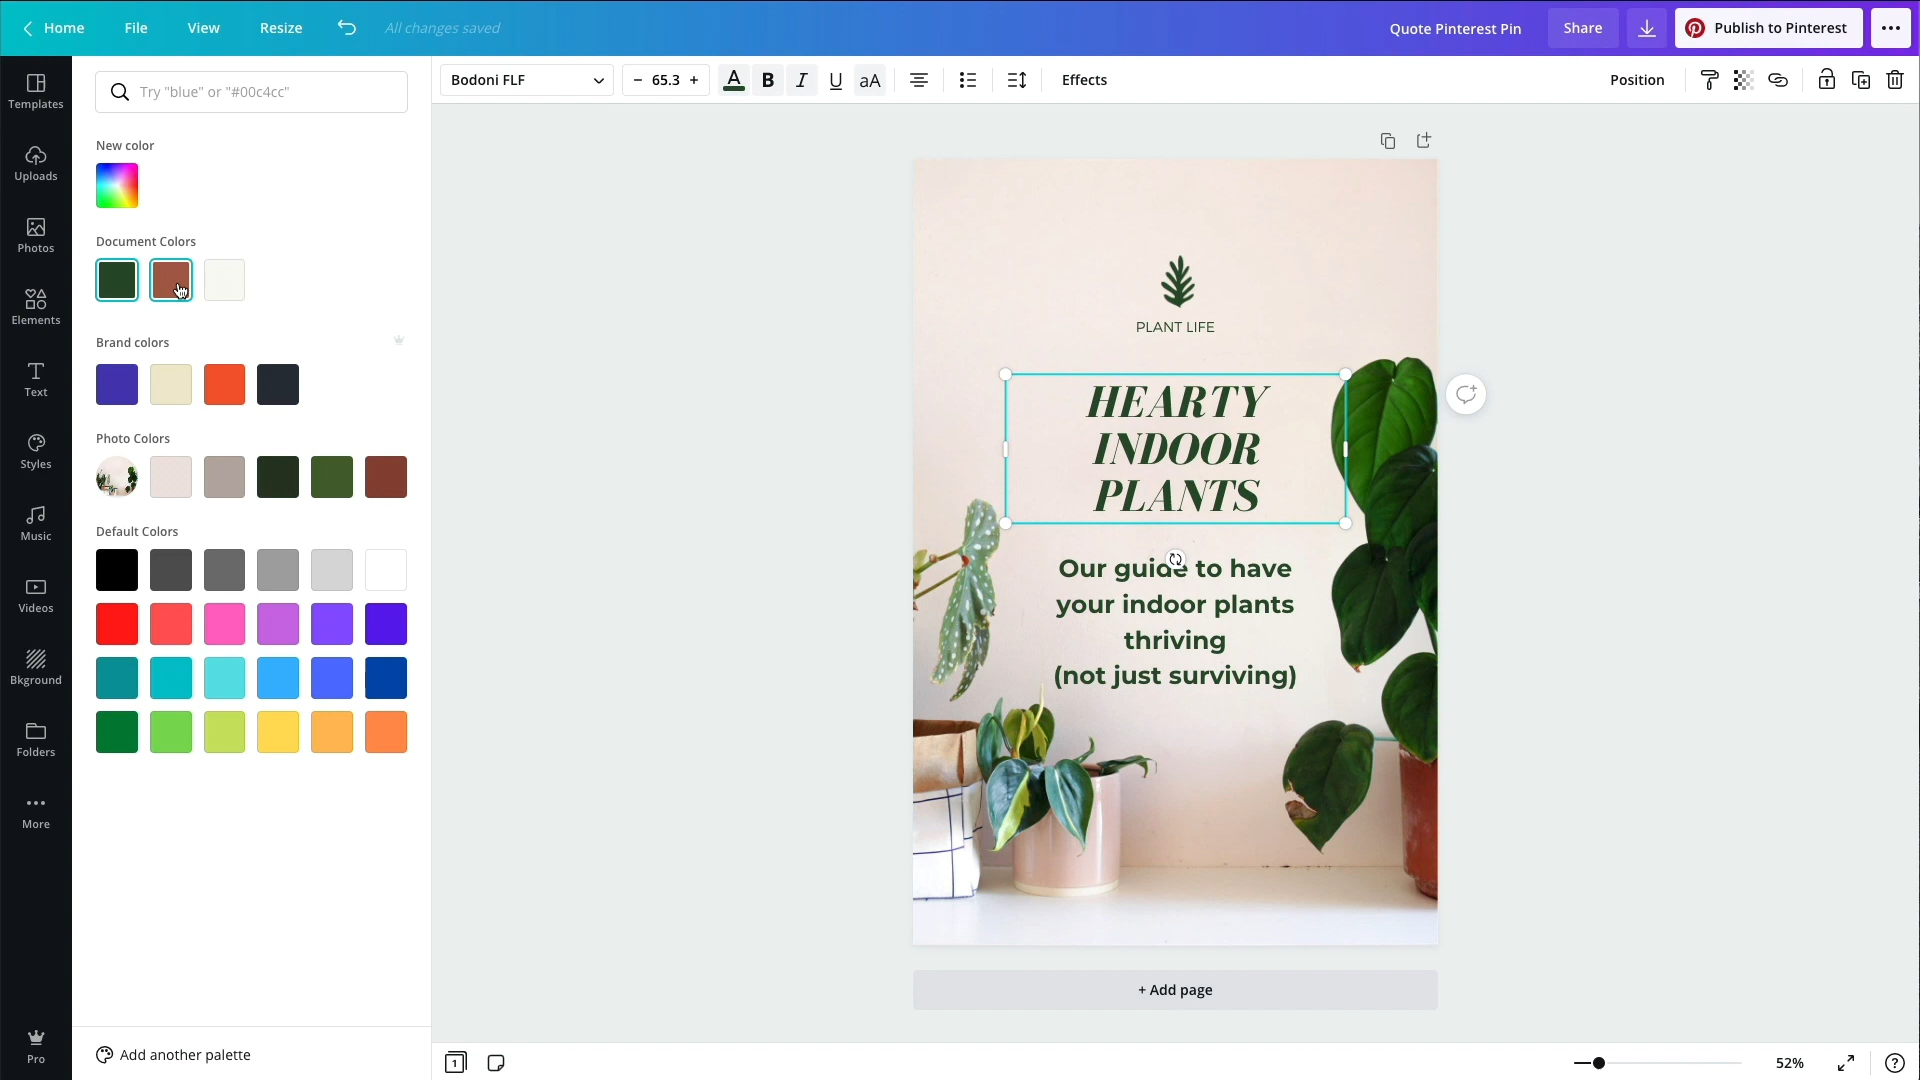 Home
File
View
Resize
All changes saved
Quote Pinterest Pin
Share
Publish to Pinterest
Templates
Uploads
Photos
Elements
Text
Styles
Music
Videos
Bkground
Folders
More
Pro
Try "blue" or "#00c4cc"
New color
Document Colors
Brand colors
Photo Colors
Default Colors
Add another palette
Bodoni FLF
– 65.3 +
A B I U aA
Effects
Position
PLANT LIFE
HEARTY
INDOOR
PLANTS
Our guide to have
your indoor plants
thriving
(not just surviving)
+ Add page
1
52%
?